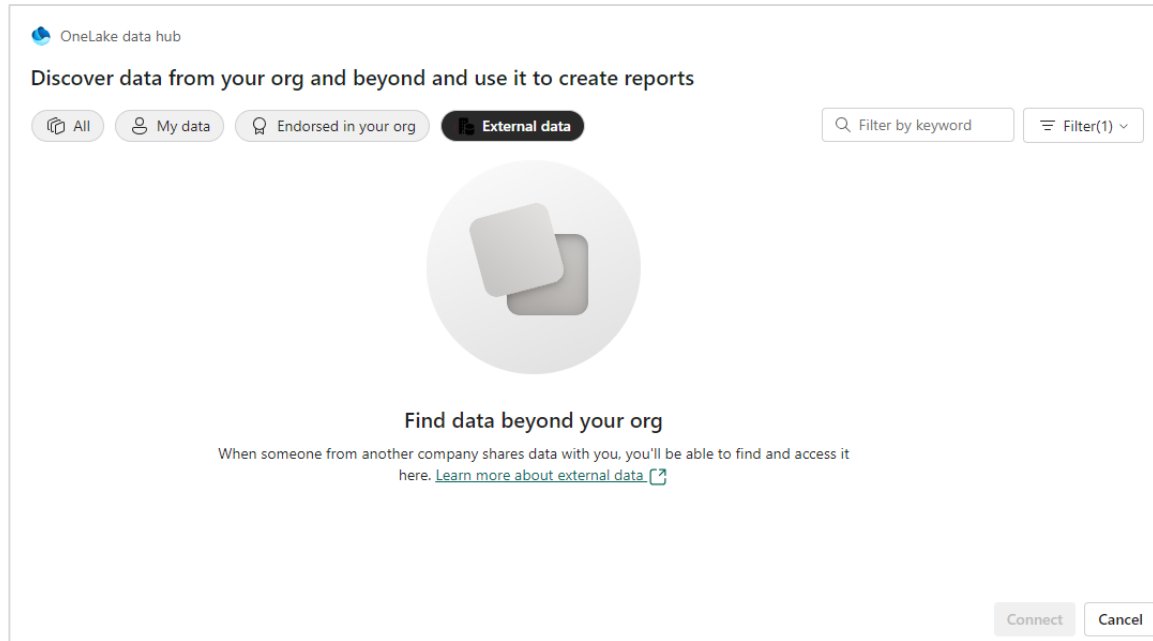 OneLake data hub
Discover data from your org and beyond and use it to create reports
All My data Endorsed in your org External data Filter by keyword Filter(1)
Find data beyond your org
When someone from another company shares data with you, you'll be able to find and access it
here. Learn more about external data
Connect Cancel